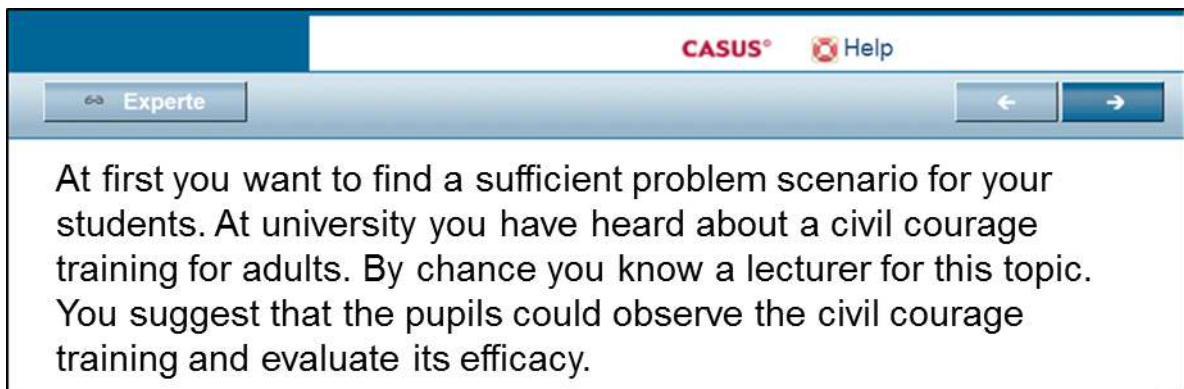 CASUS® Help
Experte
At first you want to find a sufficient problem scenario for your
students. At university you have heard about a civil courage
training for adults. By chance you know a lecturer for this topic.
You suggest that the pupils could observe the civil courage
training and evaluate its efficacy.